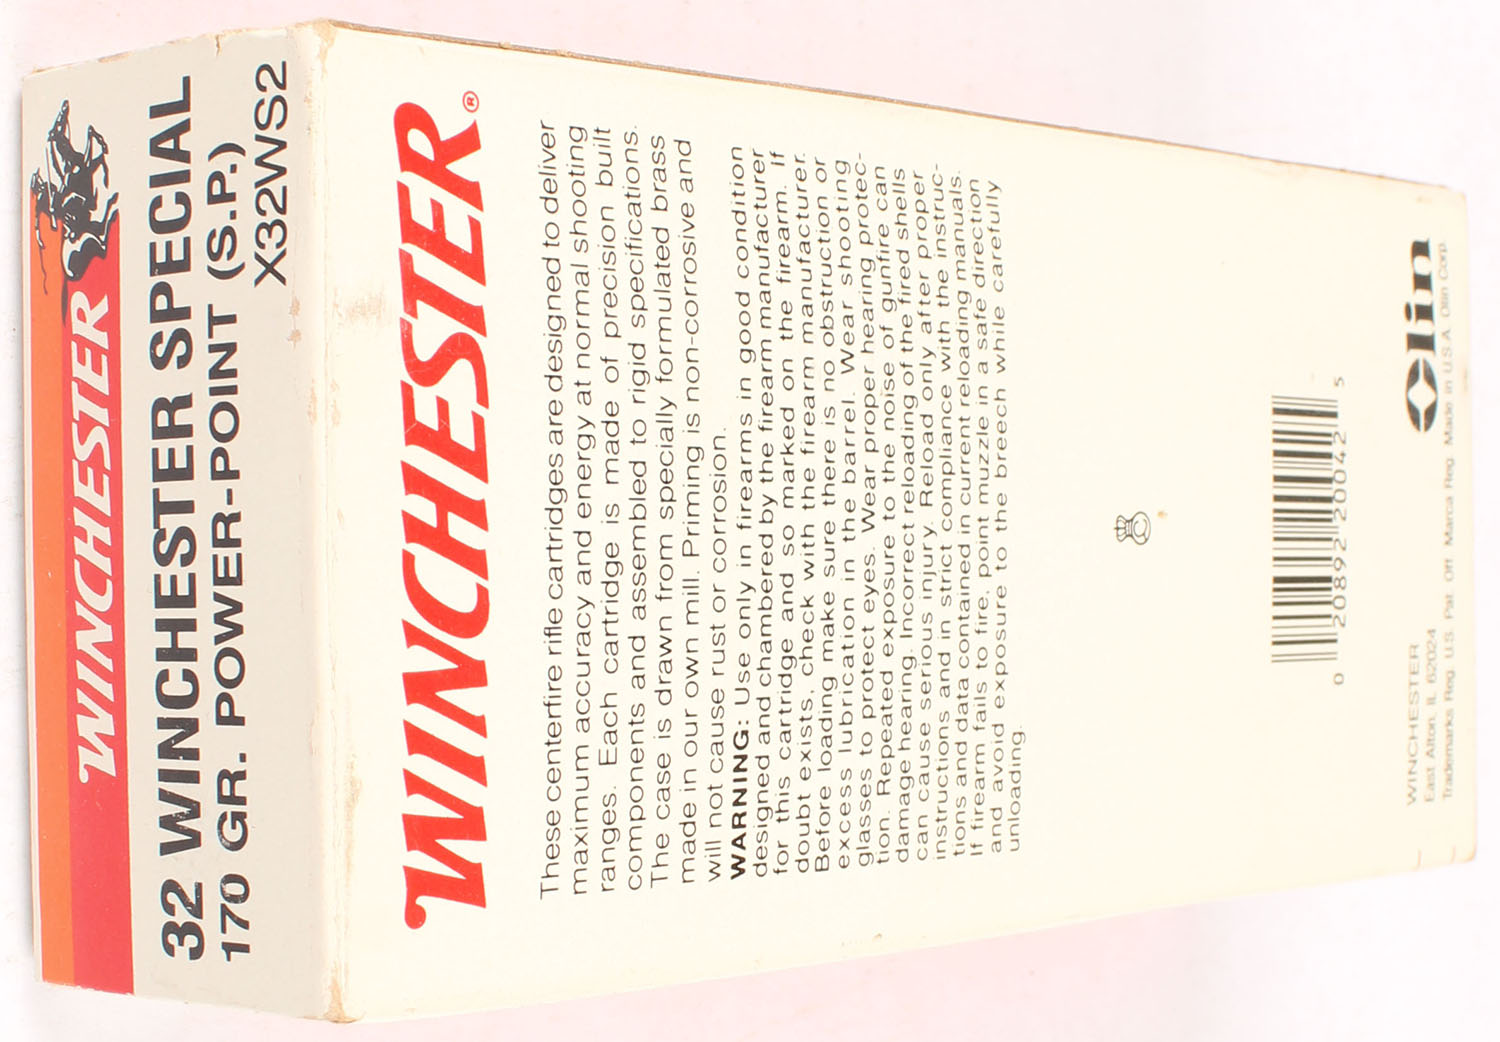 WINCHESTER
32 WINCHESTER SPECIAL
170 GR. POWER-POINT (S.P.)
X32WS2
WINCHESTER®
These centerfire rifle cartridges are designed to deliver
maximum accuracy and energy at normal shooting
ranges. Each cartridge is made of precision built
components and assembled to rigid specifications.
The case is drawn from specially formulated brass
made in our own mill. Priming is non-corrosive and
will not cause rust or corrosion.
WARNING: Use only in firearms in good condition
designed and chambered by the firearm manufacturer
for this cartridge and so marked on the firearm. If
doubt exists, check with the firearm manufacturer.
Before loading make sure there is no obstruction or
excess lubrication in the barrel. Wear shooting
glasses to protect eyes. Wear proper hearing protec-
tion. Repeated exposure to the noise of gunfire can
damage hearing. Incorrect reloading of the fired shells
can cause serious injury. Reload only after proper
instructions and in strict compliance with the instruc-
tions and data contained in current reloading manuals.
If firearm fails to fire, point muzzle in a safe direction
and avoid exposure to the breech while carefully
unloading.
C
0 20892 20042 5
Olin
WINCHESTER
East Alton, IL 62024
Trademarks Reg. U.S. Pat. Off. Marca Reg. Made in U.S.A. Olin Corp.